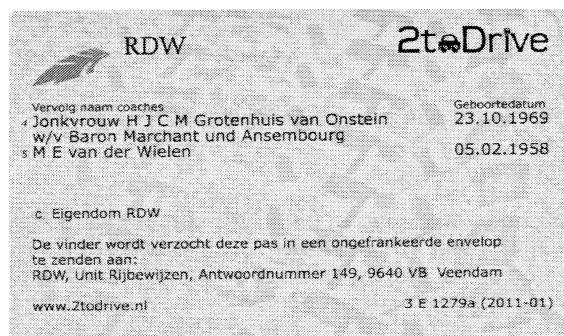 RDW
2toDrive
Vervolg naam coaches
Geboortedatum
4 Jonkvrouw H J C M Grotenhuis van Onstein 23.10.1969
w/v Baron Marchant und Ansembourg
5 M E van der Wielen 05.02.1958
c. Eigendom RDW
De vinder wordt verzocht deze pas in een ongefrankeerde envelop
te zenden aan:
RDW, Unit Rijbewijzen, Antwoordnummer 149, 9640 VB Veendam
www.2todrive.nl 3 E 1279a (2011-01)